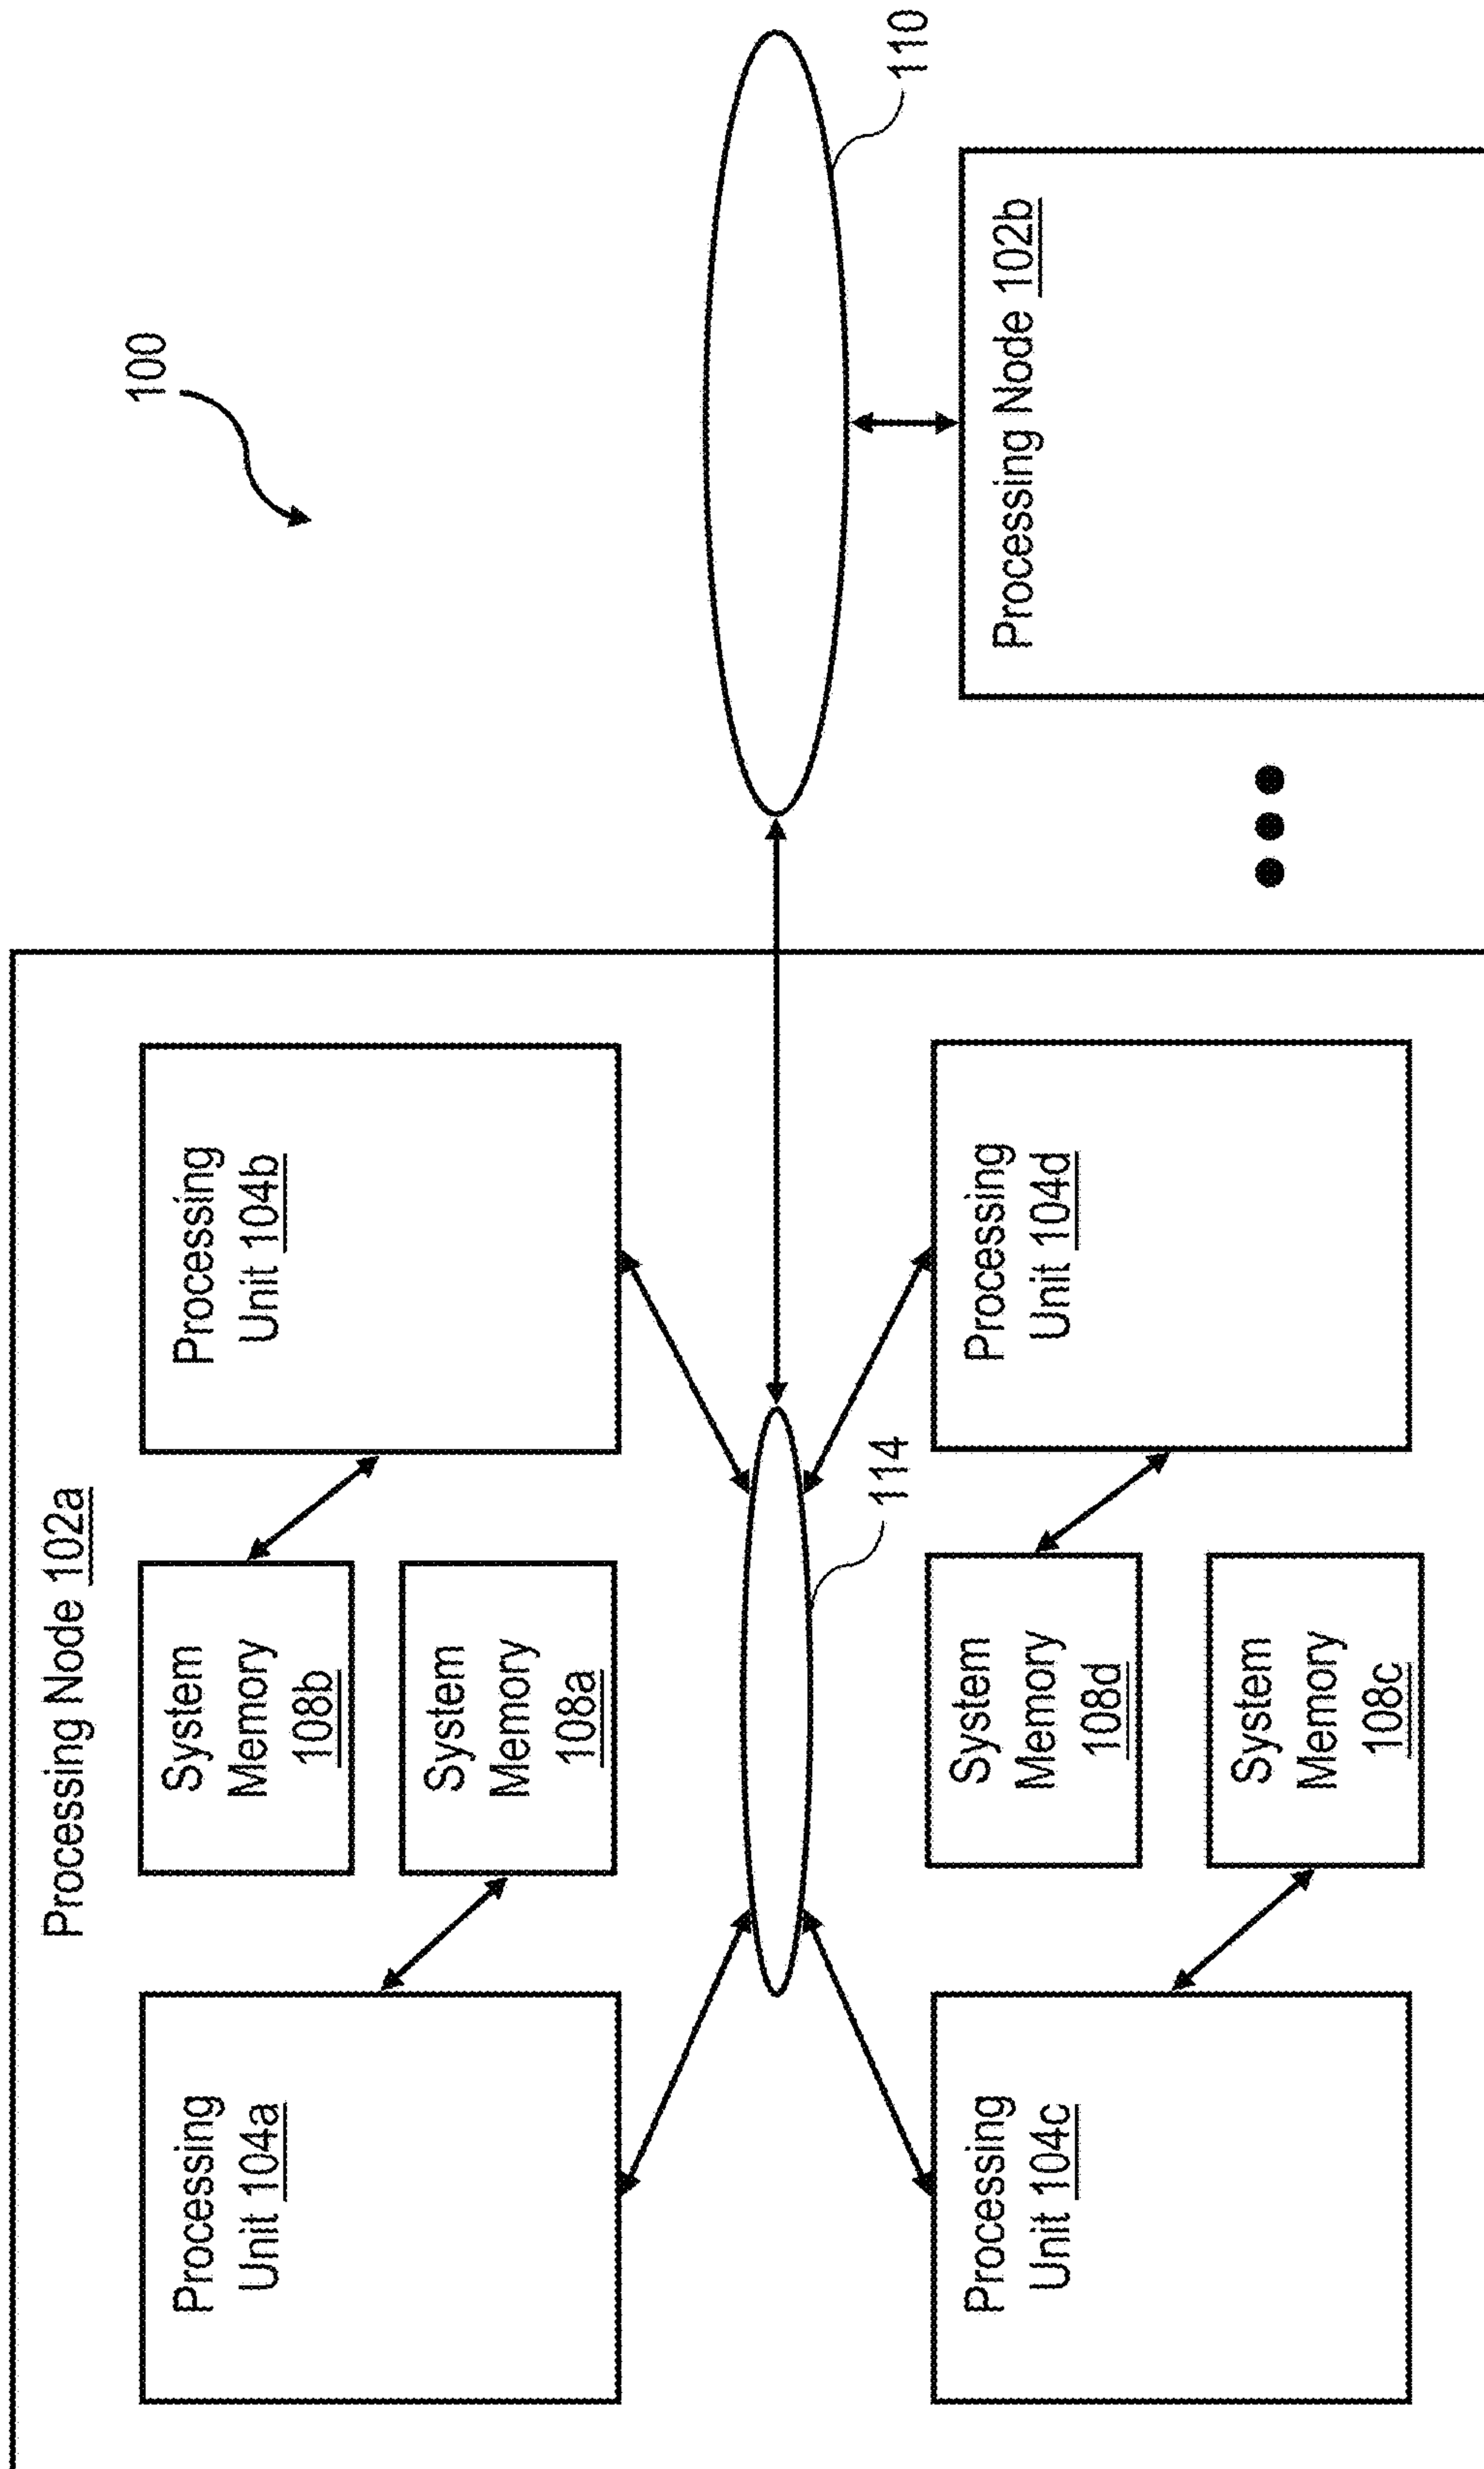 100
Processing Node 102a
Processing
Unit 104a
System
Memory
108b
System
Memory
108a
Processing
Unit 104b
114
110
Processing
Unit 104c
System
Memory
108d
System
Memory
108c
Processing
Unit 104d
Processing Node 102b